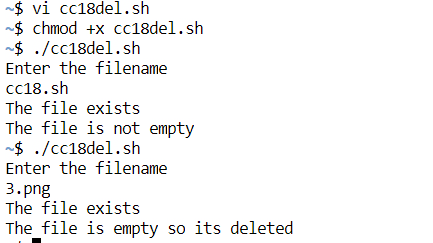 ~$ vi cc18del.sh
~$ chmod +x cc18del.sh
~$ ./cc18del.sh
Enter the filename
cc18.sh
The file exists
The file is not empty
~$ ./cc18del.sh
Enter the filename
3.png
The file exists
The file is empty so its deleted